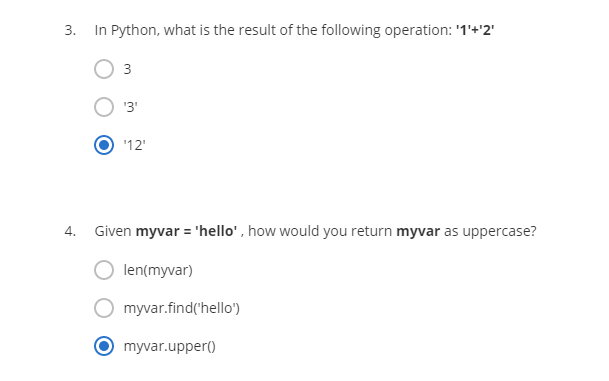 3. In Python, what is the result of the following operation: '1'+'2'
3
'3'
'12'
4. Given myvar = 'hello' , how would you return myvar as uppercase?
len(myvar)
myvar.find('hello')
myvar.upper()